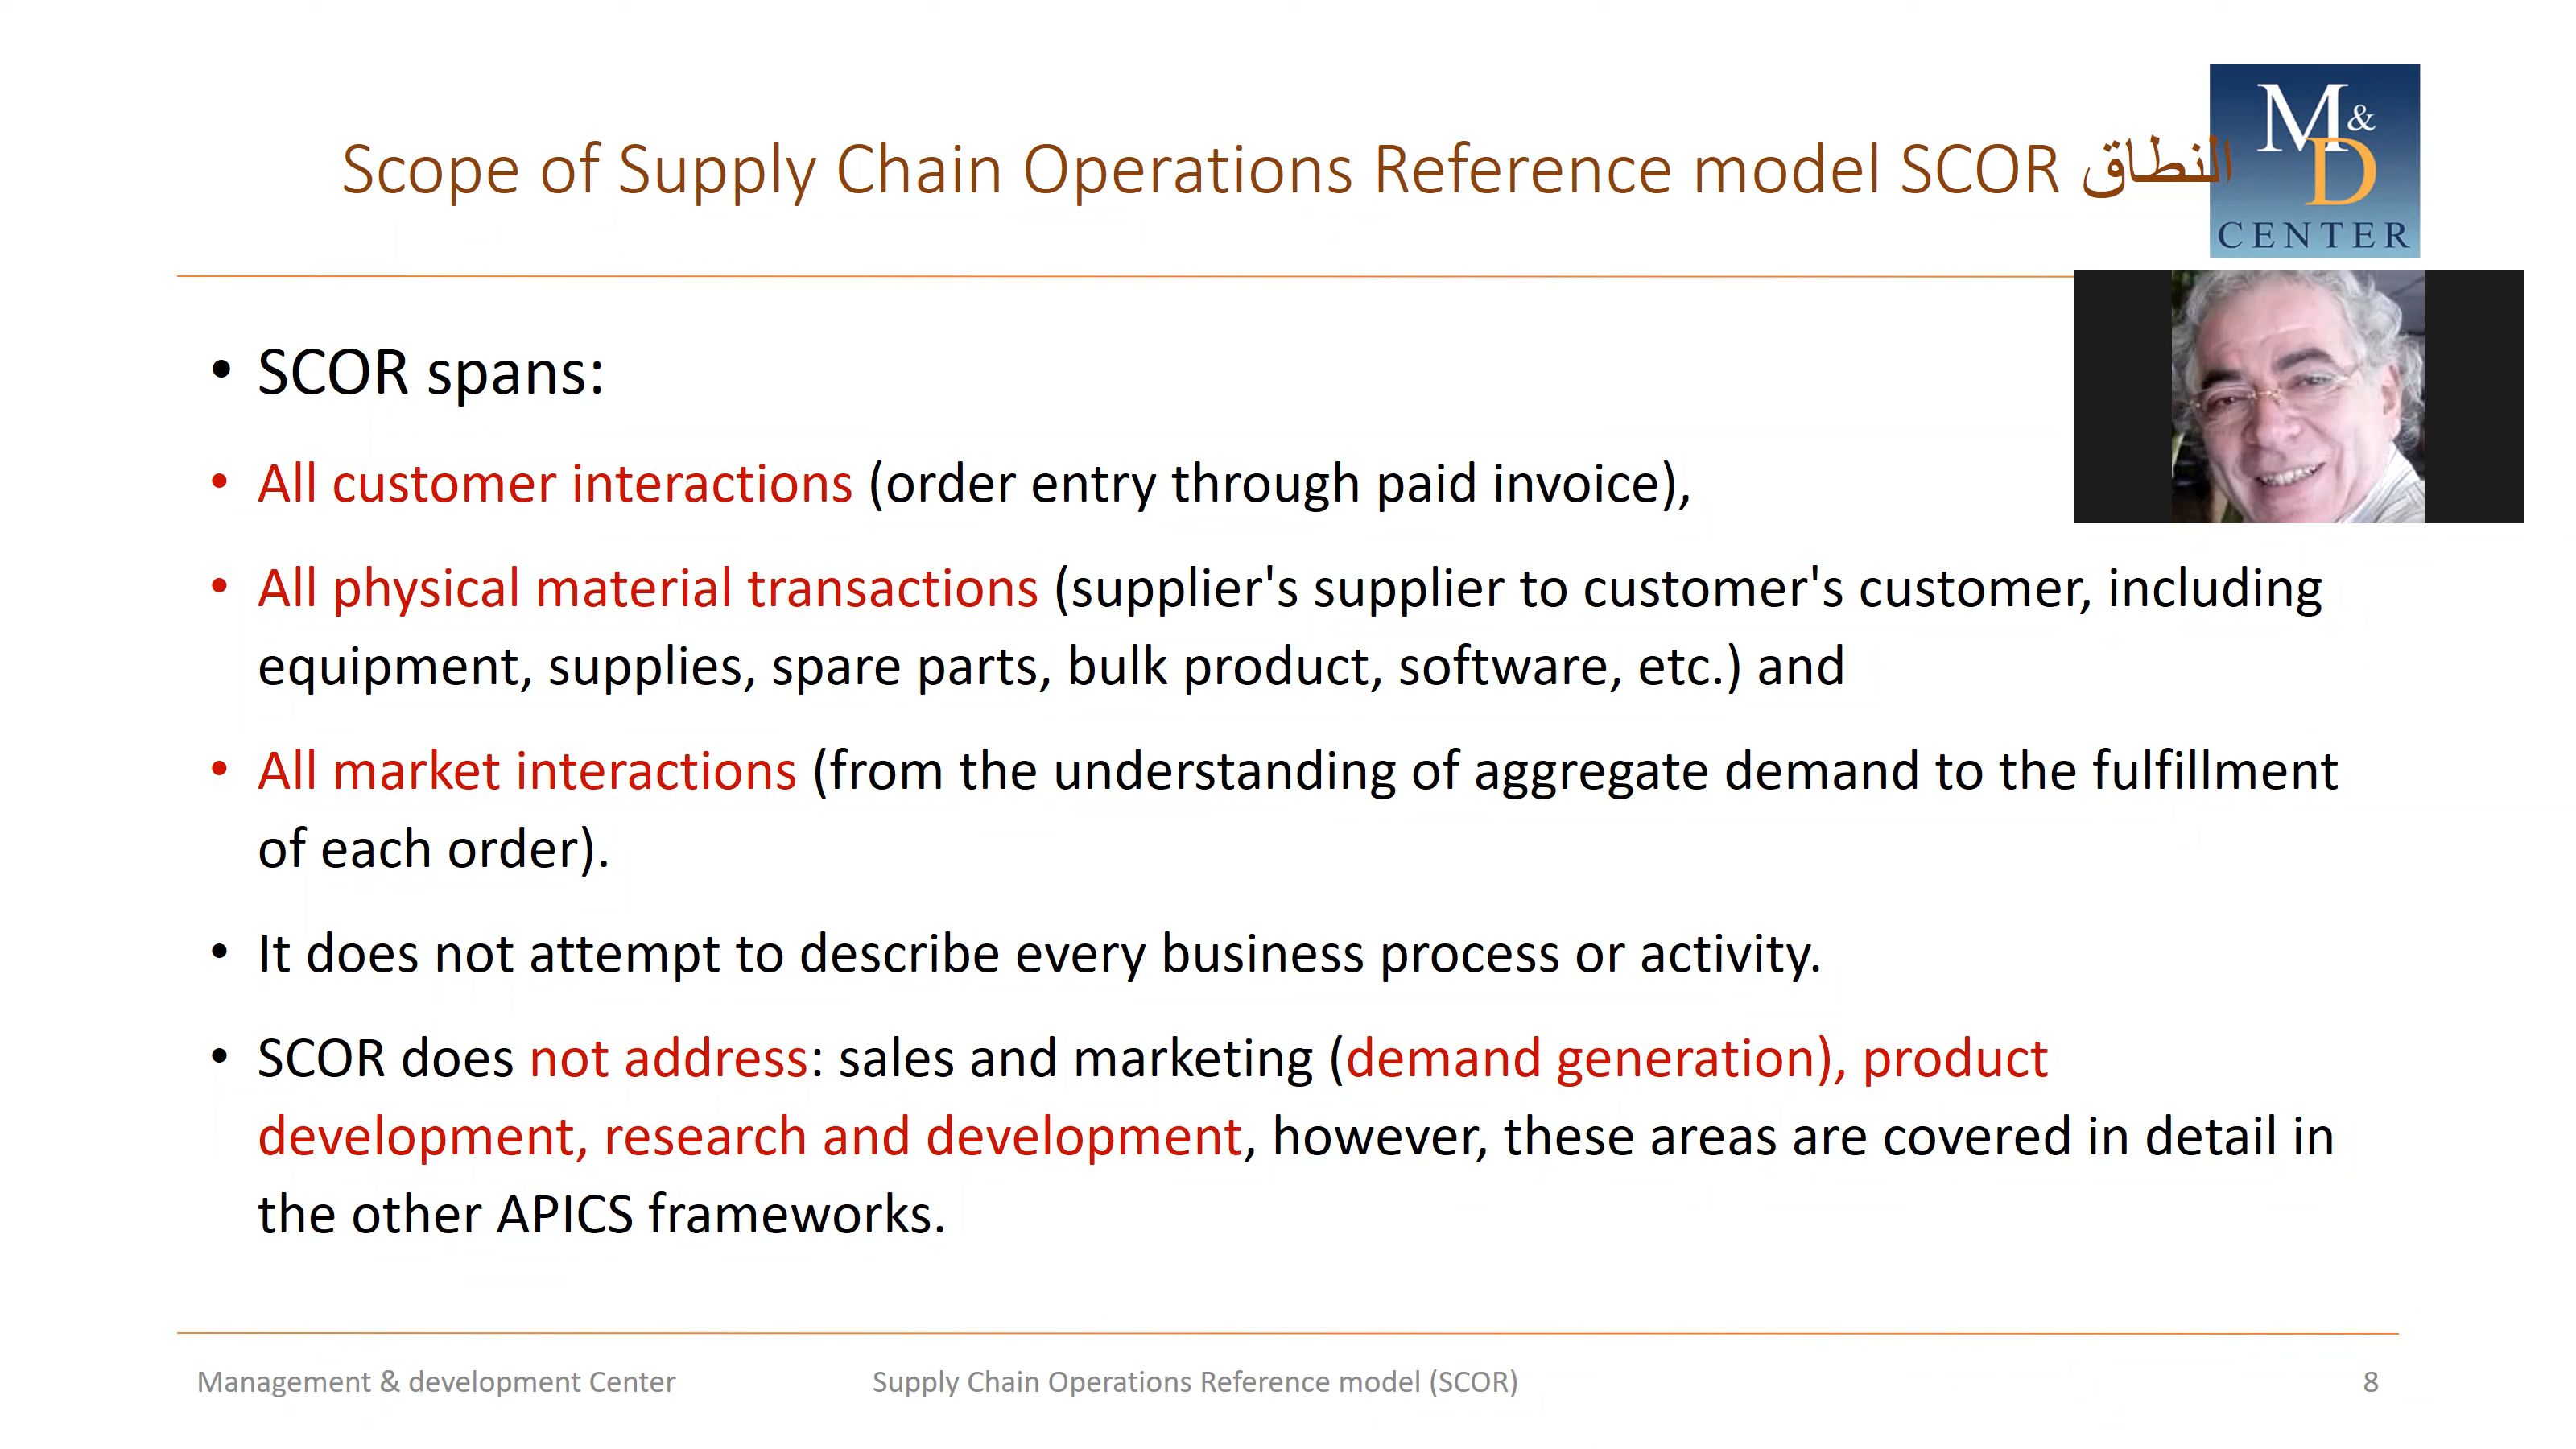 Scope of Supply Chain Operations Reference model SCOR النطاق
M&
D
CENTER
• SCOR spans:
• All customer interactions (order entry through paid invoice),
• All physical material transactions (supplier's supplier to customer's customer, including
equipment, supplies, spare parts, bulk product, software, etc.) and
• All market interactions (from the understanding of aggregate demand to the fulfillment
of each order).
• It does not attempt to describe every business process or activity.
• SCOR does not address: sales and marketing (demand generation), product
development, research and development, however, these areas are covered in detail in
the other APICS frameworks.
Management & development Center
Supply Chain Operations Reference model (SCOR)
8